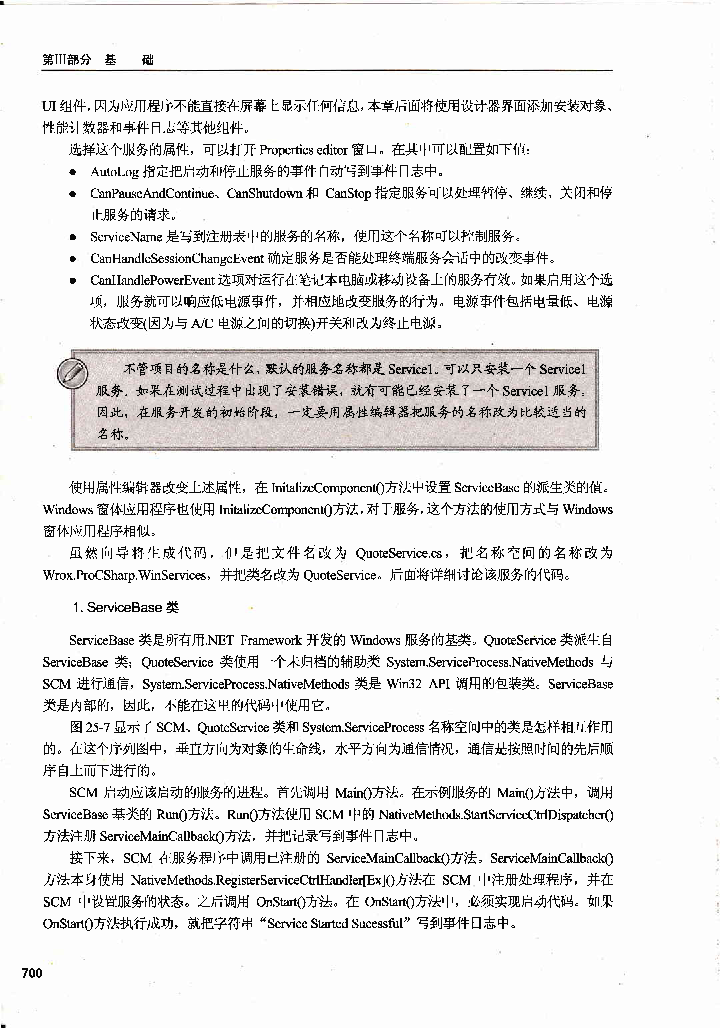 第III部分 基 础
UI 组件，因为应用程序不能直接在屏幕上显示任何信息，本章后面将使用设计器界面添加安装对象、
性能计数器和事件日志等其他组件。
选择这个服务的属性，可以打开 Properties editor 窗口。在其中可以配置如下值：
● AutoLog 指定把启动和停止服务的事件自动写到事件日志中。
● CanPauseAndContinue、CanShutdown 和 CanStop 指定服务可以处理暂停、继续、关闭和停
止服务的请求。
● ServiceName 是写到注册表中的服务的名称，使用这个名称可以控制服务。
● CanHandleSessionChangeEvent 确定服务是否能处理终端服务会话中的改变事件。
● CanHandlePowerEvent 选项对运行在笔记本电脑或移动设备上的服务有效。如果启用这个选
项，服务就可以响应低电源事件，并相应地改变服务的行为。电源事件包括电量低、电源
状态改变(因为与 A/C 电源之间的切换)开关和改为终止电源。
不管项目的名称是什么，默认的服务名称都是 Service1。可以只安装一个 Service1
服务。如果在测试过程中出现了安装错误，就有可能已经安装了一个 Service1 服务。
因此，在服务开发的初始阶段，一定要用属性编辑器把服务的名称改为比较适当的
名称。
使用属性编辑器改变上述属性，在 InitalizeComponent()方法中设置 ServiceBase 的派生类的值。
Windows 窗体应用程序也使用 InitalizeComponent()方法，对于服务，这个方法的使用方式与 Windows
窗体应用程序相似。
虽然向导将生成代码，但是把文件名改为 QuoteService.cs，把名称空间的名称改为
Wrox.ProCSharp.WinServices，并把类名改为 QuoteService。后面将详细讨论该服务的代码。
1. ServiceBase 类
ServiceBase 类是所有用.NET Framework 开发的 Windows 服务的基类。QuoteService 类派生自
ServiceBase 类；QuoteService 类使用一个未归档的辅助类 System.ServiceProcess.NativeMethods 与
SCM 进行通信，System.ServiceProcess.NativeMethods 类是 Win32 API 调用的包装类。ServiceBase
类是内部的，因此，不能在这里的代码中使用它。
图 25-7 显示了 SCM、QuoteService 类和 System.ServiceProcess 名称空间中的类是怎样相互作用
的。在这个序列图中，垂直方向为对象的生命线，水平方向为通信情况，通信是按照时间的先后顺
序自上而下进行的。
SCM 启动应该启动的服务的进程。首先调用 Main()方法。在示例服务的 Main()方法中，调用
ServiceBase 基类的 Run()方法。Run()方法使用 SCM 中的 NativeMethods.StartServiceCtrlDispatcher()
方法注册 ServiceMainCallback()方法，并把记录写到事件日志中。
接下来，SCM 在服务程序中调用已注册的 ServiceMainCallback()方法。ServiceMainCallback()
方法本身使用 NativeMethods.RegisterServiceCtrlHandler[Ex]()方法在 SCM 中注册处理程序，并在
SCM 中设置服务的状态。之后调用 OnStart()方法。在 OnStart()方法中，必须实现启动代码。如果
OnStart()方法执行成功，就把字符串“Service Started Sucessful”写到事件日志中。
700